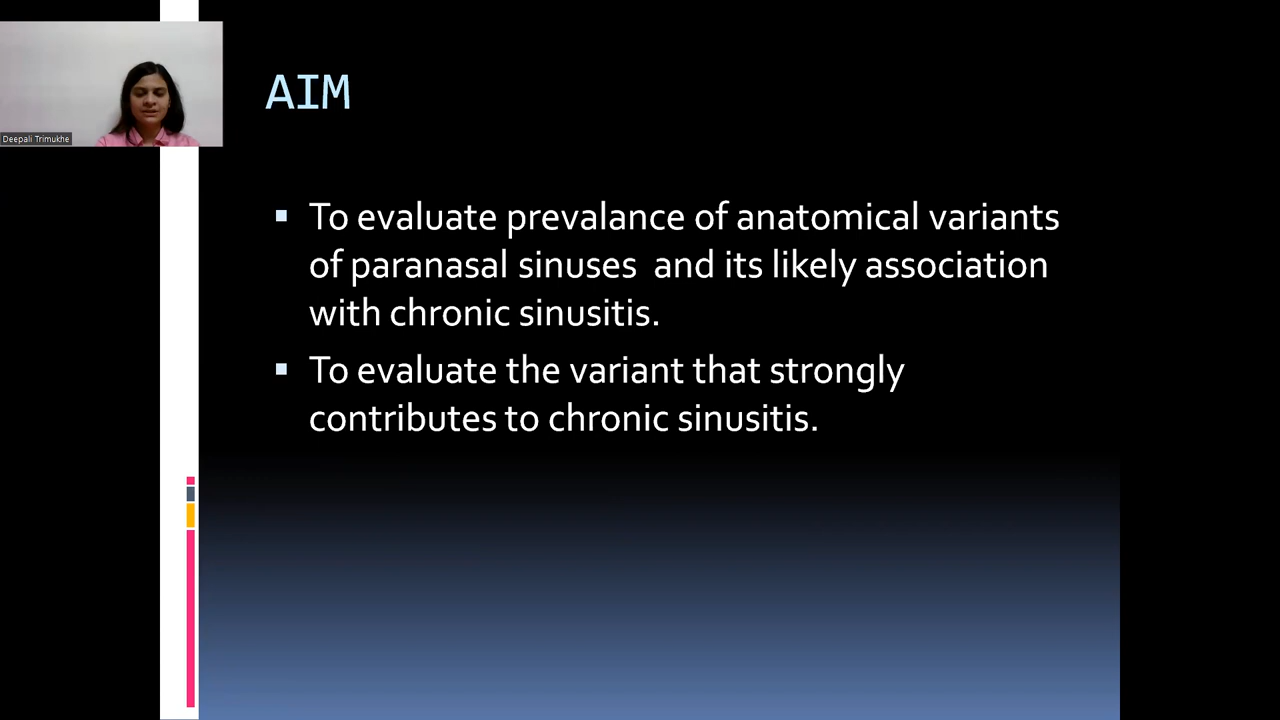 AIM
Deepali Trimukhe
▪ To evaluate prevalance of anatomical variants
of paranasal sinuses and its likely association
with chronic sinusitis.
▪ To evaluate the variant that strongly
contributes to chronic sinusitis.